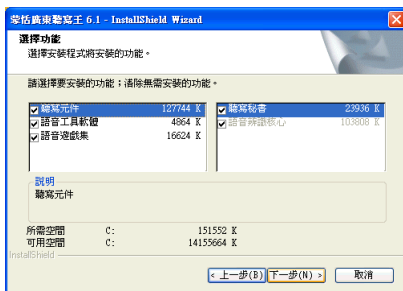 蒙恬廣東聽寫王 6.1 - InstallShield Wizard
選擇功能
選擇安裝程式將安裝的功能。
請選擇要安裝的功能；清除無需安裝的功能。
聽寫元件 127744 K
語音工具軟體 4864 K
語音遊戲集 16624 K
聽寫秘書 23936 K
語音辨識核心 103808 K
說明
聽寫元件
所需空間 C: 151552 K
可用空間 C: 14155664 K
InstallShield
< 上一步(B) 下一步(N) > 取消